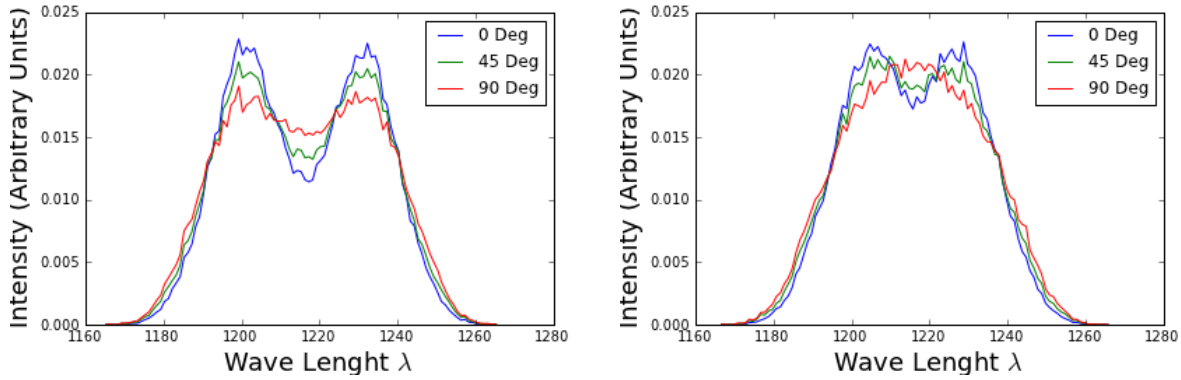 0.025
0.020
0.015
0.010
0.005
0.000
Intensity (Arbitrary Units)
0 Deg
45 Deg
90 Deg
1160 1180 1200 1220 1240 1260 1280
Wave Lenght λ
0.025
0.020
0.015
0.010
0.005
0.000
Intensity (Arbitrary Units)
0 Deg
45 Deg
90 Deg
1160 1180 1200 1220 1240 1260 1280
Wave Lenght λ